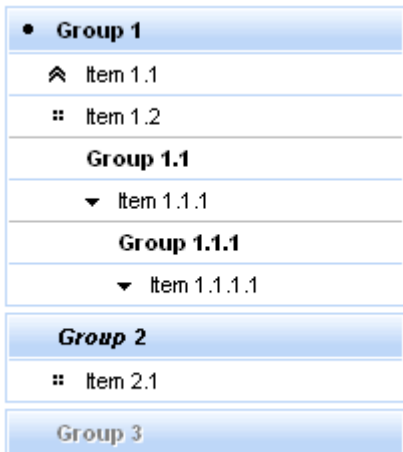 Group 1
Item 1.1
Item 1.2
Group 1.1
Item 1.1.1
Group 1.1.1
Item 1.1.1.1
Group 2
Item 2.1
Group 3